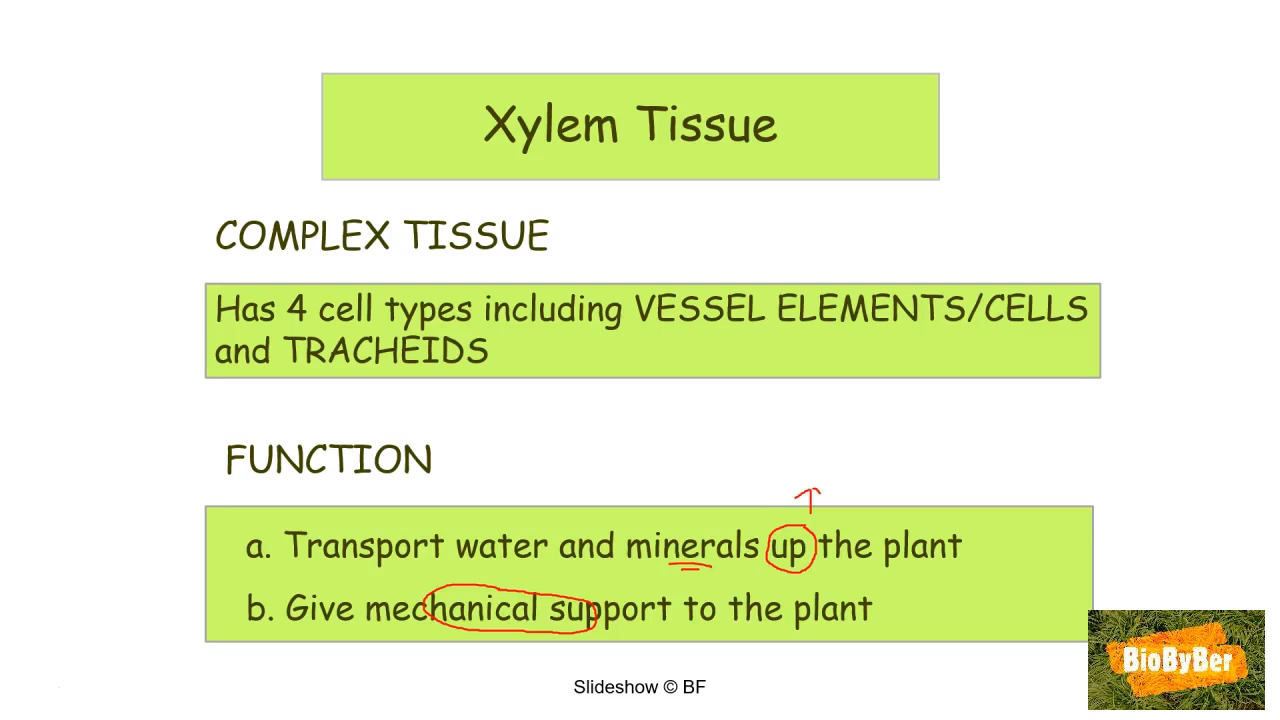 Xylem Tissue
COMPLEX TISSUE
Has 4 cell types including VESSEL ELEMENTS/CELLS
and TRACHEIDS
FUNCTION
a. Transport water and minerals up the plant
b. Give mechanical support to the plant
BioByBer
Slideshow © BF